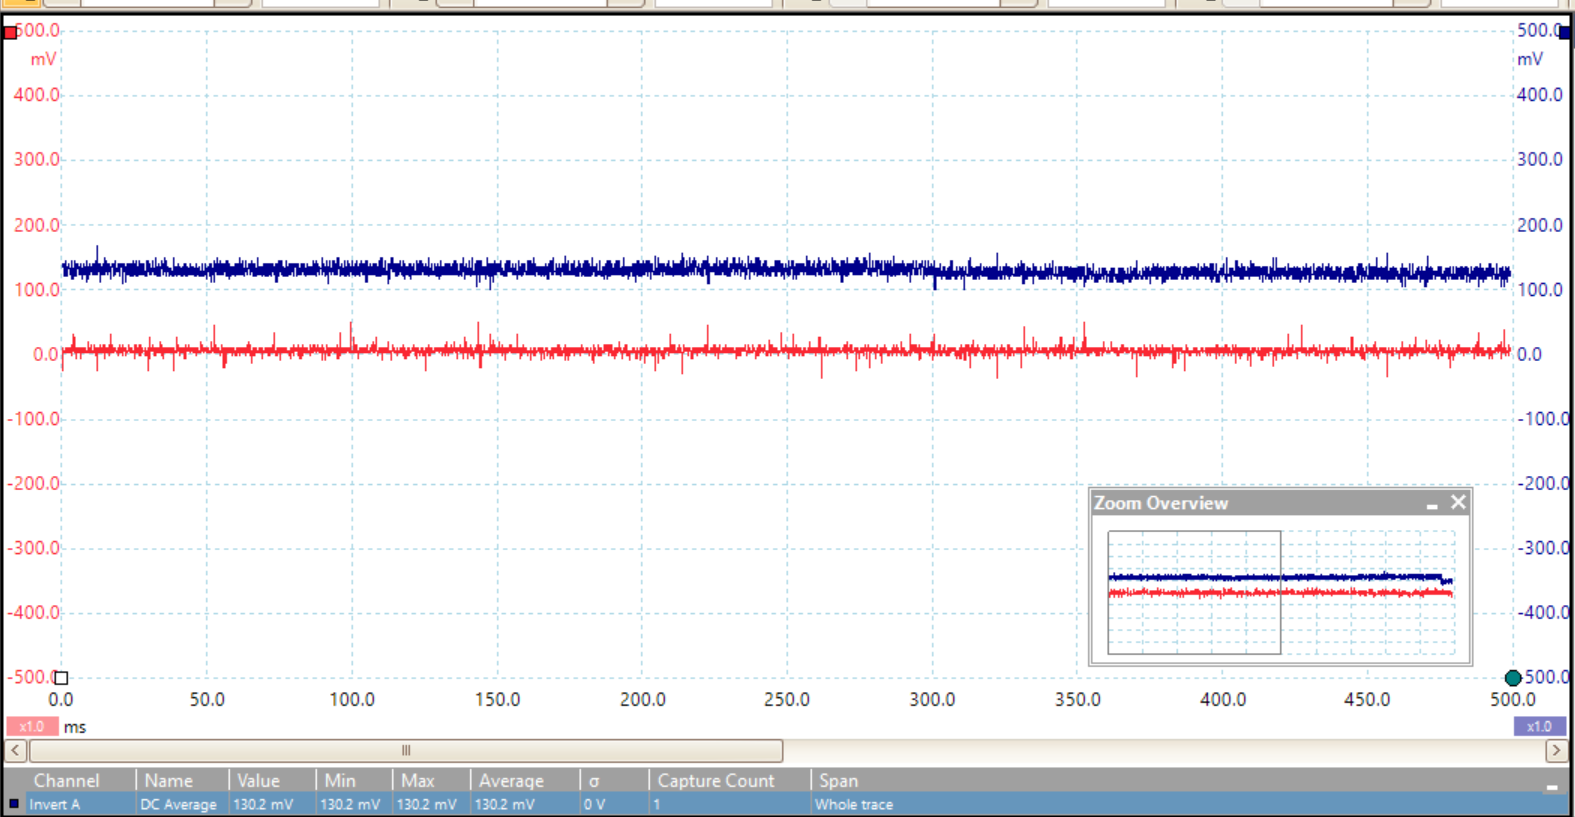 500.0 500.0
mV mV
400.0 400.0
300.0 300.0
200.0 200.0
100.0 100.0
0.0 0.0
-100.0 -100.0
-200.0 -200.0
Zoom Overview
-300.0 -300.0
-400.0 -400.0
-500.0 -500.0
0.0 50.0 100.0 150.0 200.0 250.0 300.0 350.0 400.0 450.0 500.0
x1.0 ms x1.0
Channel Name Value Min Max Average σ Capture Count Span
Invert A DC Average 130.2 mV 130.2 mV 130.2 mV 130.2 mV 0 V 1 Whole trace